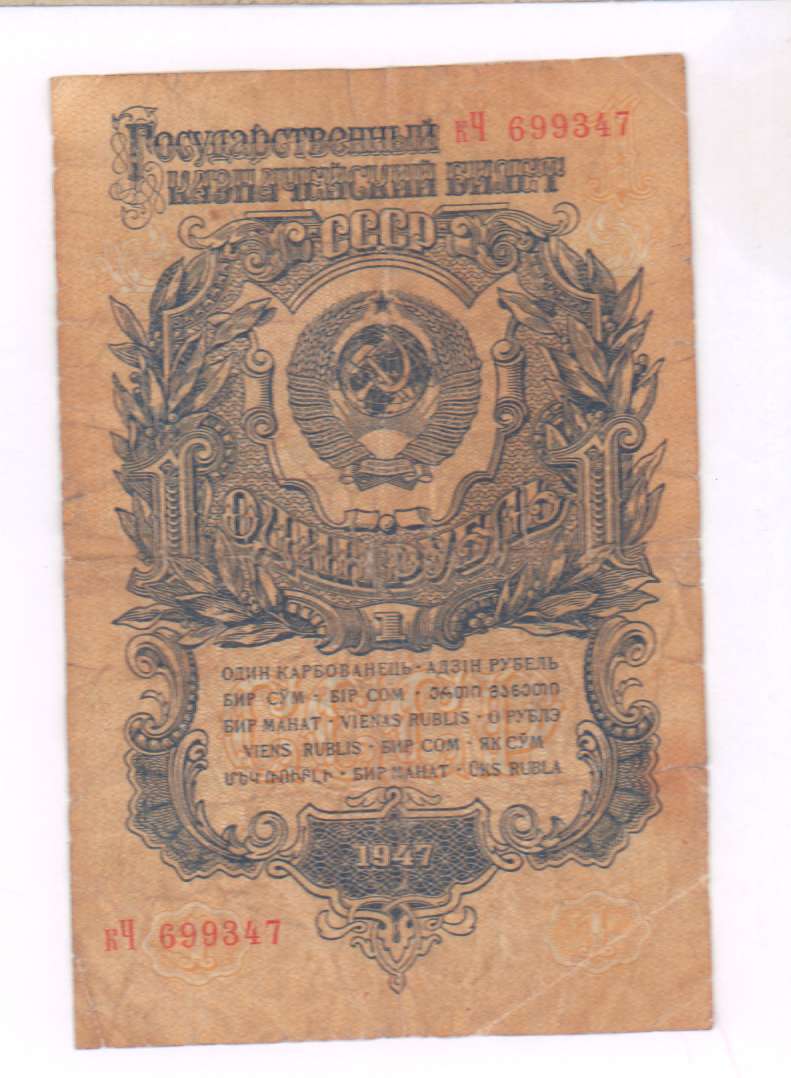 Государственный кЧ 699347
казначейский билет
СССР
1 ОДИН РУБЛЬ 1
1
ОДИН КАРБОВАНЕЦЬ · АДЗІН РУБЕЛЬ
БИР СЎМ · БІР СОМ · ერთი მანეთი
БИР МАНАТ · VIENAS RUBLIS · О РУБЛЭ
VIENS RUBLIS · БИР СОМ · ЯК СӮМ
ՄԵԿ ՌՈՒԲԼԻ · БИР МАНАТ · ÜKS RUBLA
1947
кЧ 699347 1